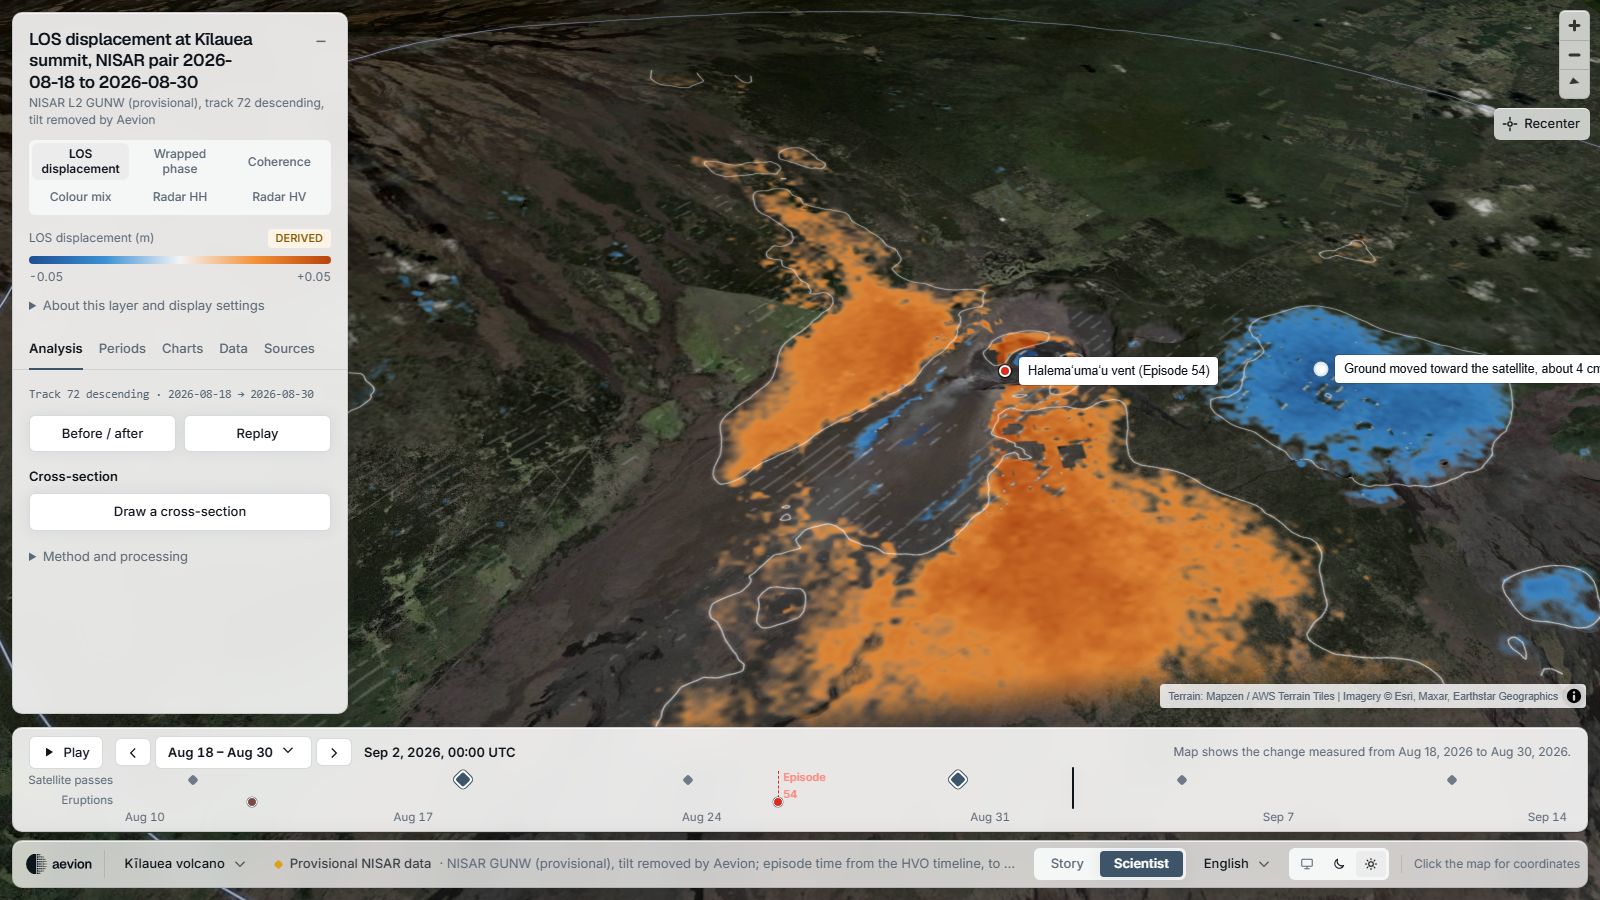 LOS displacement at Kīlauea
summit, NISAR pair 2026-
08-18 to 2026-08-30
NISAR L2 GUNW (provisional), track 72 descending,
tilt removed by Aevion
LOS
displacement
Wrapped
phase
Coherence
Colour mix
Radar HH
Radar HV
LOS displacement (m)
DERIVED
-0.05
+0.05
About this layer and display settings
Analysis
Periods
Charts
Data
Sources
Track 72 descending · 2026-08-18 → 2026-08-30
Before / after
Replay
Cross-section
Draw a cross-section
Method and processing
Recenter
Halemaʻumaʻu vent (Episode 54)
Ground moved toward the satellite, about 4 cm
Terrain: Mapzen / AWS Terrain Tiles | Imagery © Esri, Maxar, Earthstar Geographics
Play
Aug 18 – Aug 30
Sep 2, 2026, 00:00 UTC
Map shows the change measured from Aug 18, 2026 to Aug 30, 2026.
Satellite passes
Eruptions
Episode
54
Aug 10
Aug 17
Aug 24
Aug 31
Sep 7
Sep 14
aevion
Kīlauea volcano
Provisional NISAR data
· NISAR GUNW (provisional), tilt removed by Aevion; episode time from the HVO timeline, to ...
Story
Scientist
English
Click the map for coordinates